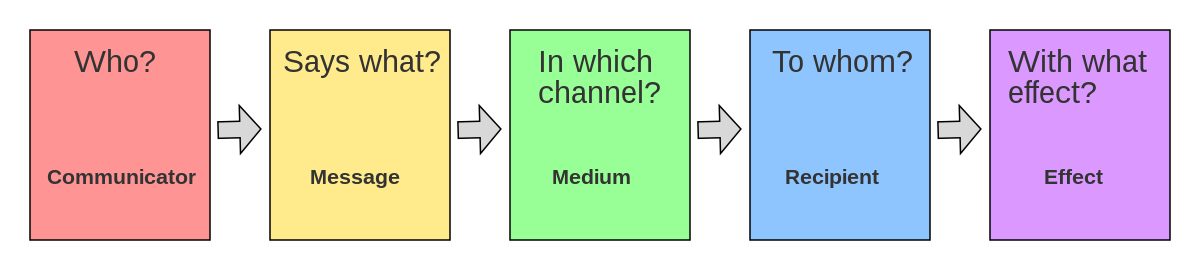 Who?
Communicator
Says what?
Message
In which
channel?
Medium
To whom?
Recipient
With what
effect?
Effect